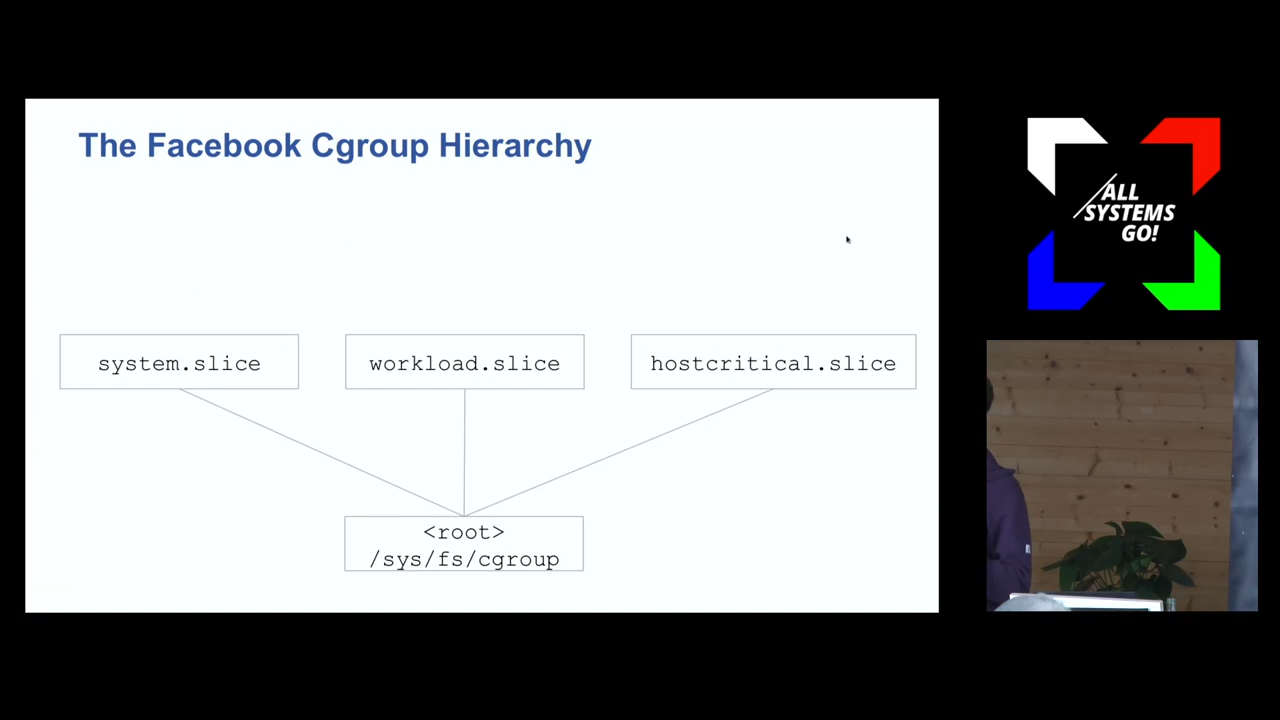 The Facebook Cgroup Hierarchy
system.slice
workload.slice
hostcritical.slice
<root>
/sys/fs/cgroup
ALL
SYSTEMS
GO!